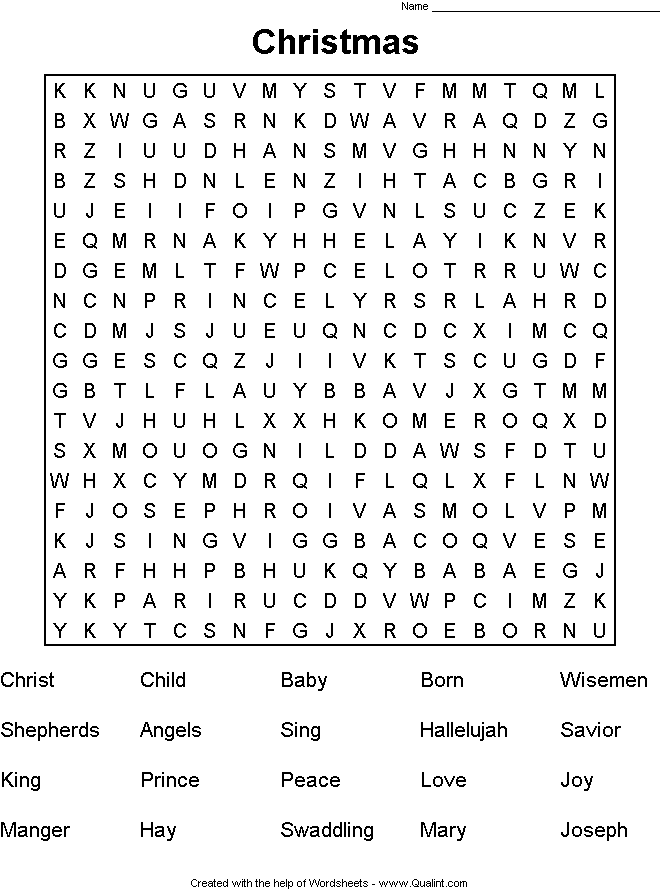 Name
Christmas
K K N U G U V M Y S T V F M M T Q M L
B X W G A S R N K D W A V R A Q D Z G
R Z I U U D H A N S M V G H H N N Y N
B Z S H D N L E N Z I H T A C B G R I
U J E I I F O I P G V N L S U C Z E K
E Q M R N A K Y H H E L A Y I K N V R
D G E M L T F W P C E L O T R R U W C
N C N P R I N C E L Y R S R L A H R D
C D M J S J U E U Q N C D C X I M C Q
G G E S C Q Z J I I V K T S C U G D F
G B T L F L A U Y B B A V J X G T M M
T V J H U H L X X H K O M E R O Q X D
S X M O U O G N I L D D A W S F D T U
W H X C Y M D R Q I F L Q L X F L N W
F J O S E P H R O I V A S M O L V P M
K J S I N G V I G G B A C O Q V E S E
A R F H H P B H U K Q Y B A B A E G J
Y K P A R I R U C D D V W P C I M Z K
Y K Y T C S N F G J X R O E B O R N U
Christ Child Baby Born Wisemen
Shepherds Angels Sing Hallelujah Savior
King Prince Peace Love Joy
Manger Hay Swaddling Mary Joseph
Created with the help of Wordsheets - www.Qualint.com